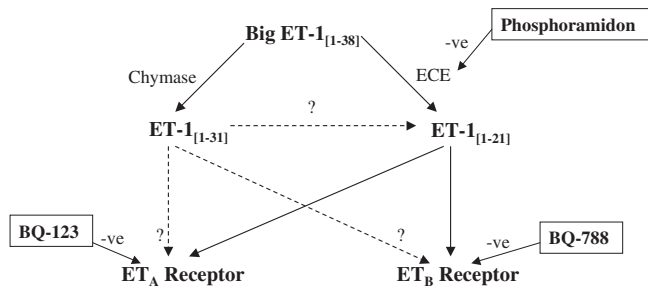 Phosphoramidon
-ve
Big ET-1[1-38]
Chymase
ECE
?
ET-1[1-31]
ET-1[1-21]
BQ-123
-ve
?
?
-ve
BQ-788
ETA Receptor
ETB Receptor